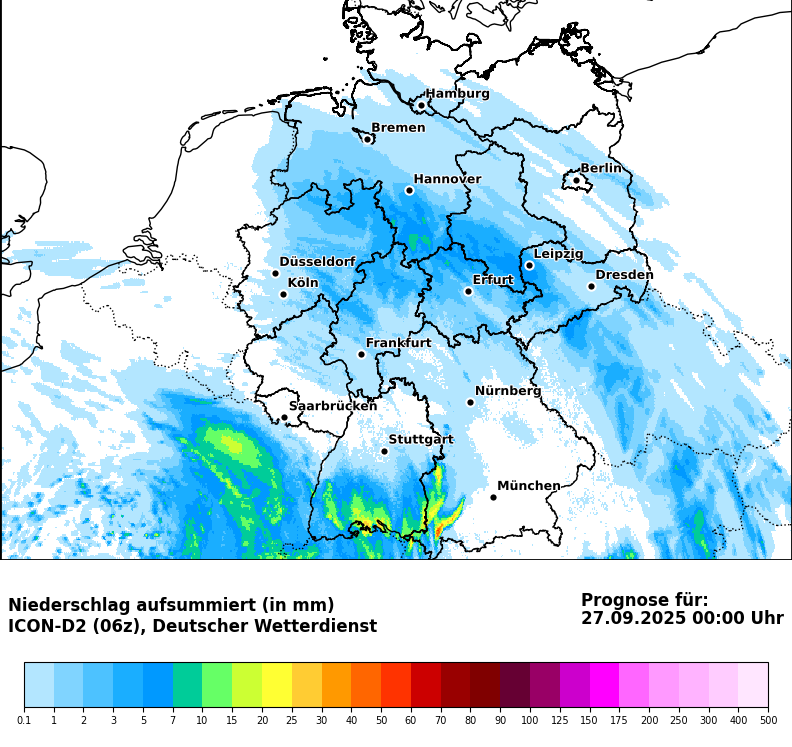 Hamburg
Bremen
Berlin
Hannover
Leipzig
Düsseldorf
Dresden
Köln
Erfurt
Frankfurt
Nürnberg
Saarbrücken
Stuttgart
München
Niederschlag aufsummiert (in mm)
ICON-D2 (06z), Deutscher Wetterdienst
Prognose für:
27.09.2025 00:00 Uhr
0.1 1 2 3 5 7 10 15 20 25 30 40 50 60 70 80 90 100 125 150 175 200 250 300 400 500